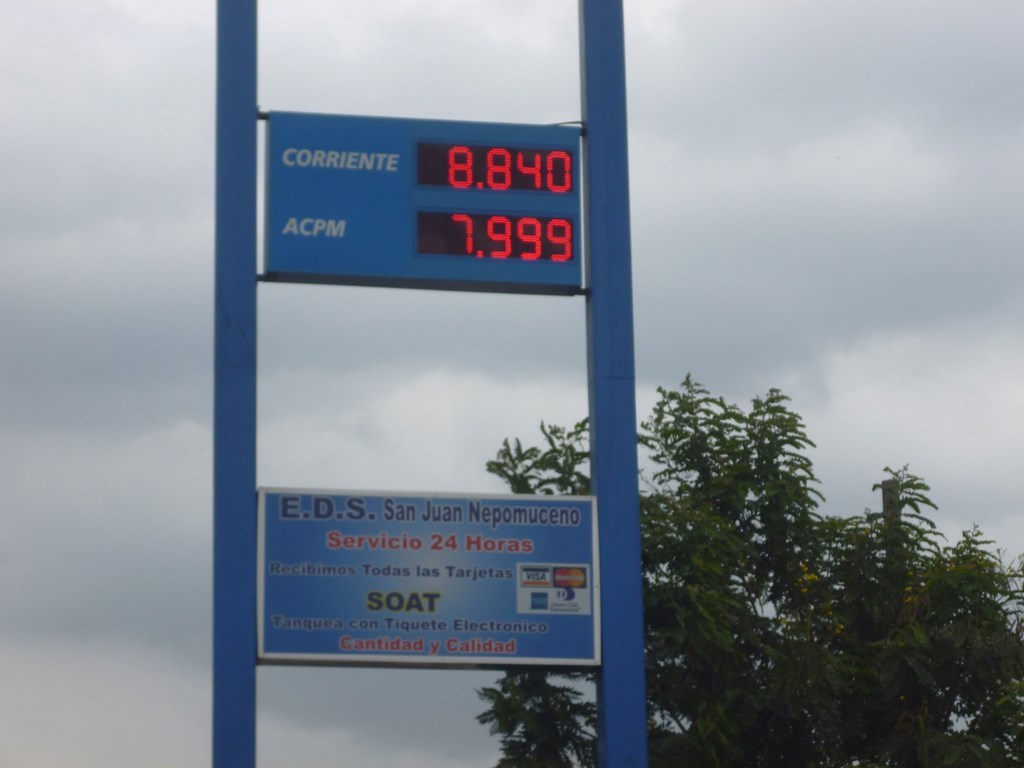 CORRIENTE 8.840
ACPM 7.999
E.D.S. San Juan Nepomuceno
Servicio 24 Horas
Recibimos Todas las Tarjetas
VISA
SOAT
Tanquea con Tiquete Electronico
Cantidad y Calidad